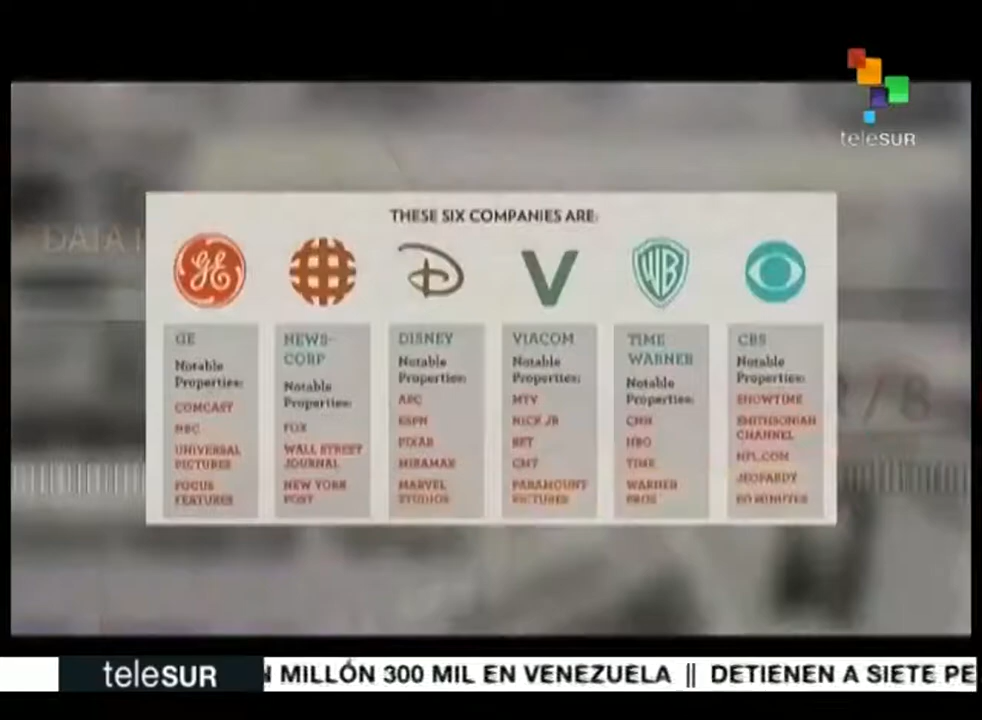 teleSUR
THESE SIX COMPANIES ARE:
GE
WB
GE
Notable
Properties:
COMCAST
NBC
UNIVERSAL
PICTURES
FOCUS
FEATURES
NEWS-
CORP
Notable
Properties:
FOX
WALL STREET
JOURNAL
NEW YORK
POST
DISNEY
Notable
Properties:
ABC
ESPN
PIXAR
MIRAMAX
MARVEL
STUDIOS
VIACOM
Notable
Properties:
MTV
NICK JR
BET
CMT
PARAMOUNT
PICTURES
TIME
WARNER
Notable
Properties:
CNN
HBO
TIME
WARNER
BROS
CBS
Notable
Properties:
SHOWTIME
SMITHSONIAN
CHANNEL
NFL.COM
JEOPARDY
60 MINUTES
teleSUR
MILLÓN 300 MIL EN VENEZUELA || DETIENEN A SIETE PE